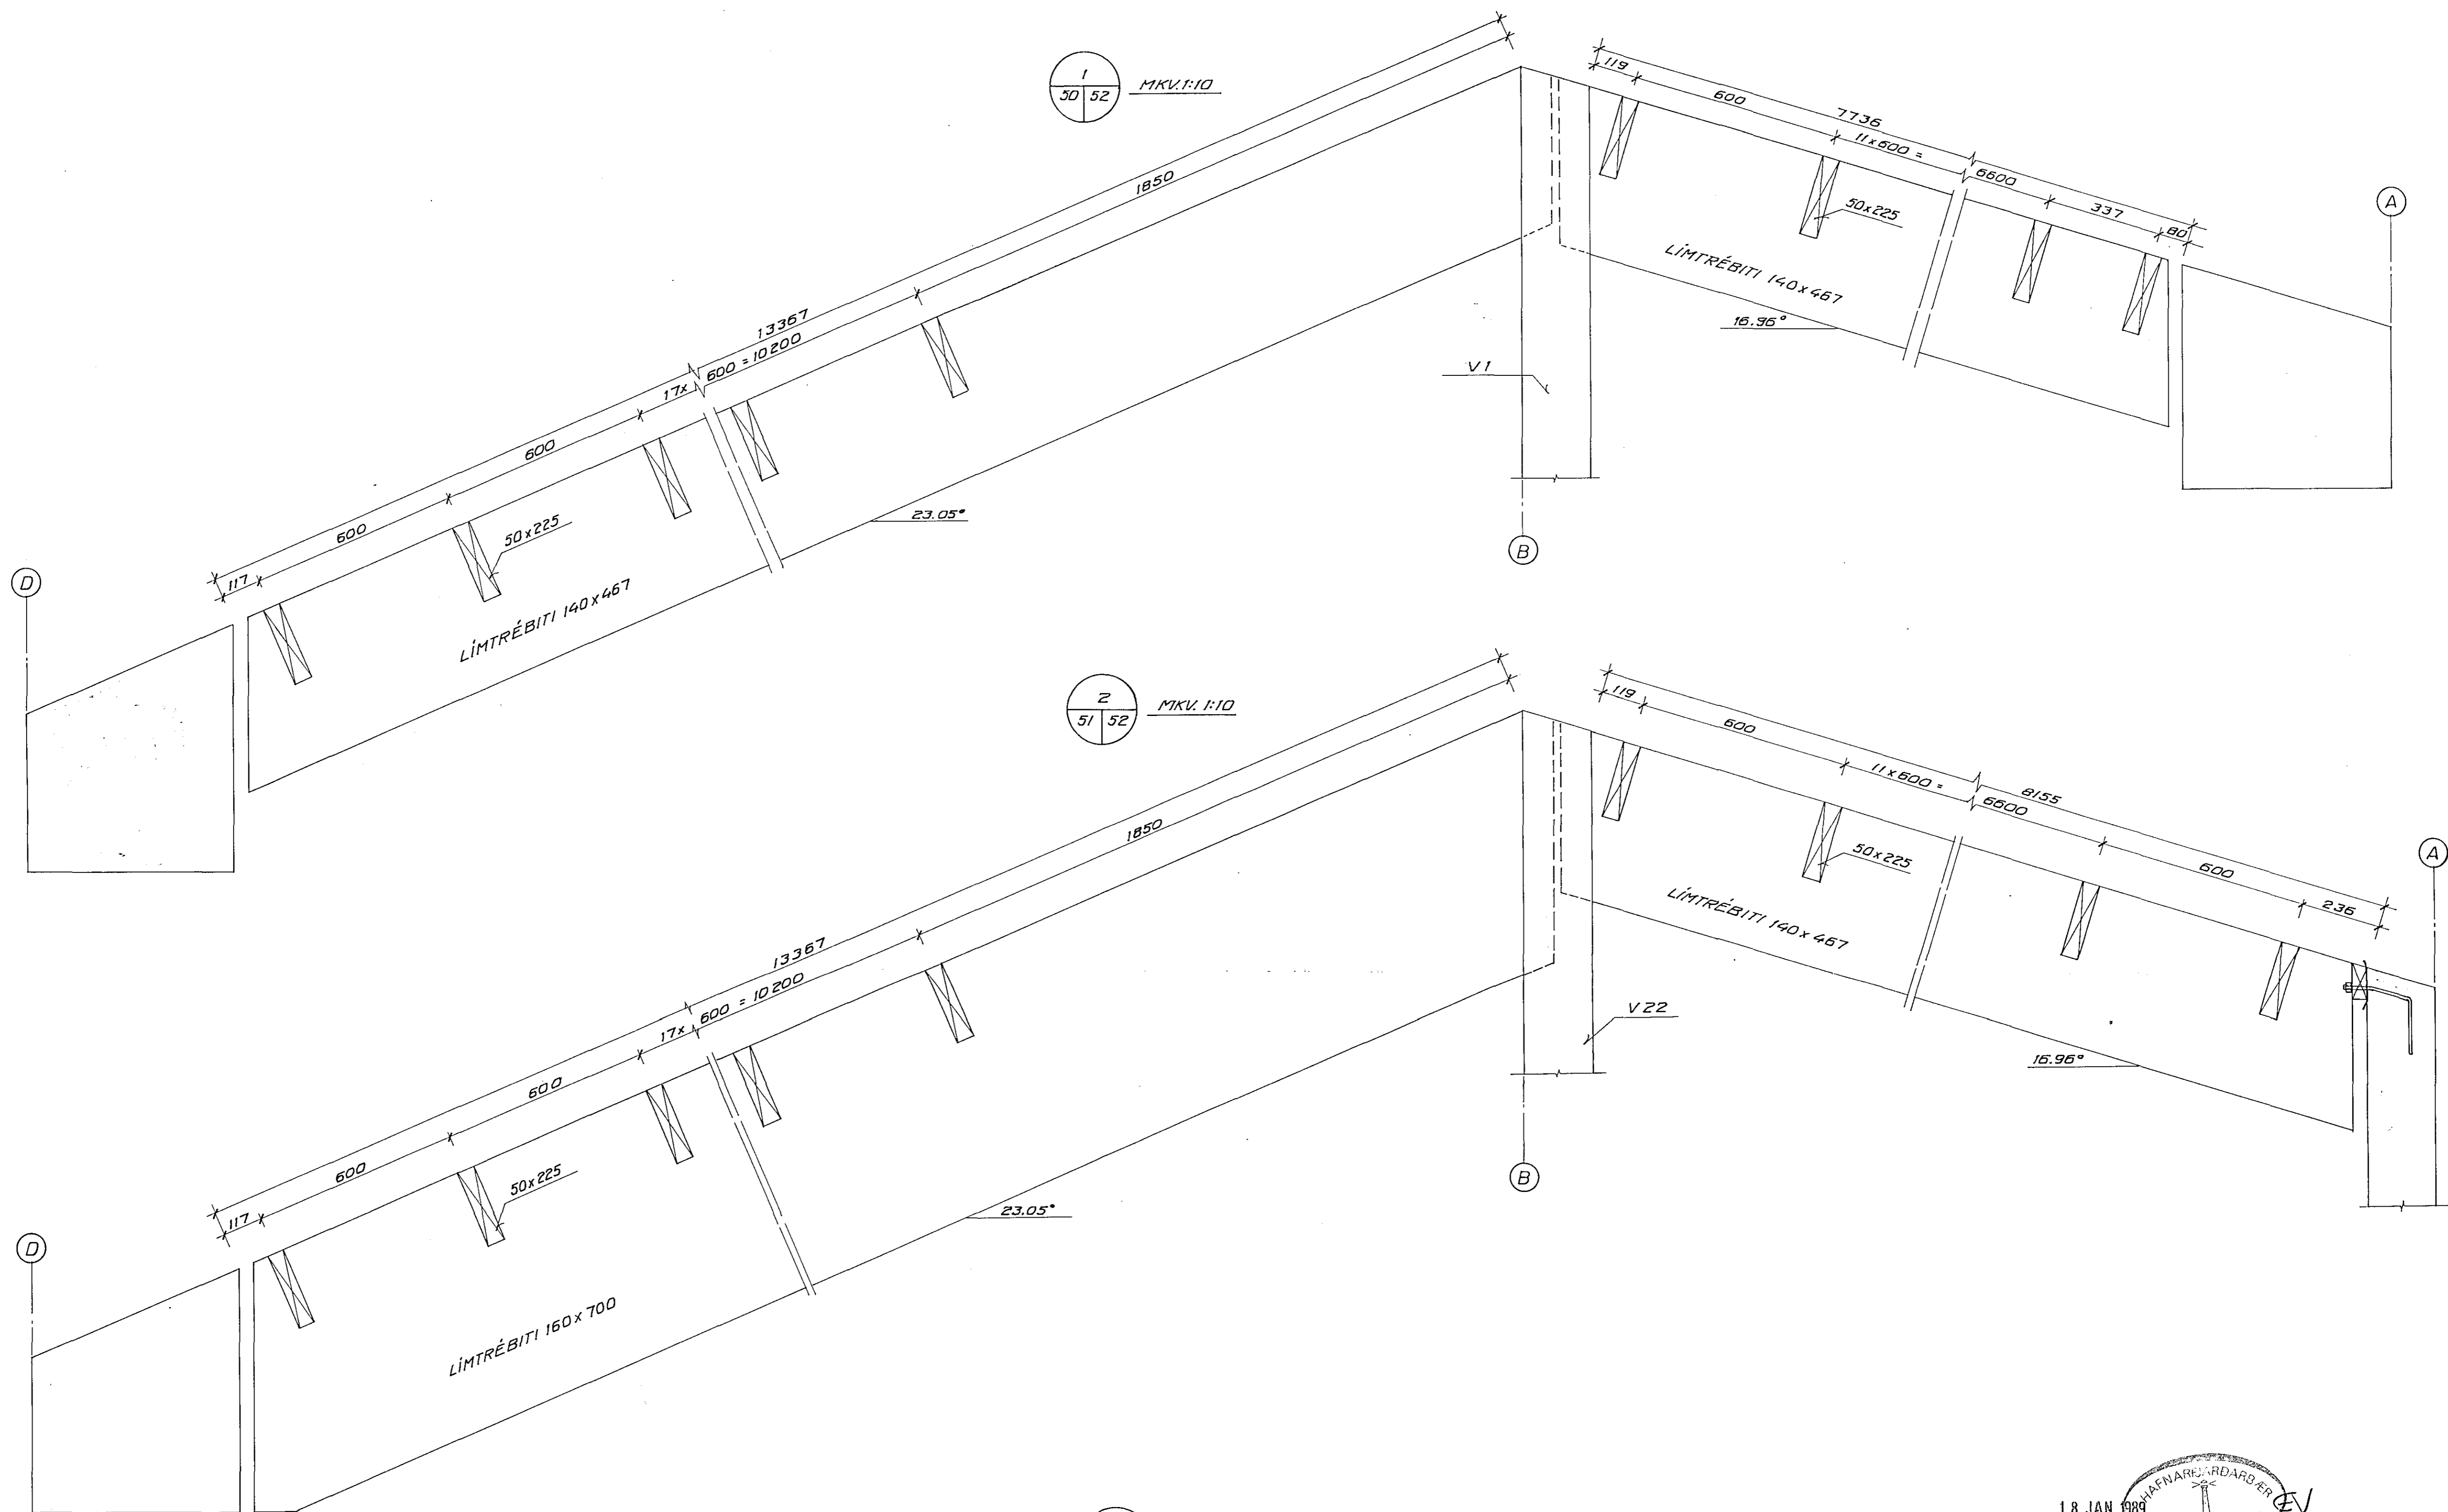 1
50 52
MKV. 1:10
119
600
7736
11x600 =
6600
337
80
A
1850
50x225
LÍMTRÉBITI 140x467
16.96°
13367
17x 600 = 10200
V1
600
600
117
50x225
23.05°
LÍMTRÉBITI 140x467
D
B
2
51 52
MKV. 1:10
119
600
11x600 =
8155
6600
600
236
A
1850
50x225
LÍMTRÉBITI 140x467
13367
17x 600 = 10200
V22
16.96°
600
600
117
50x225
23.05°
D
B
LÍMTRÉBITI 160x700
HAFNARFJARÐARBÆR
18. JAN 1989